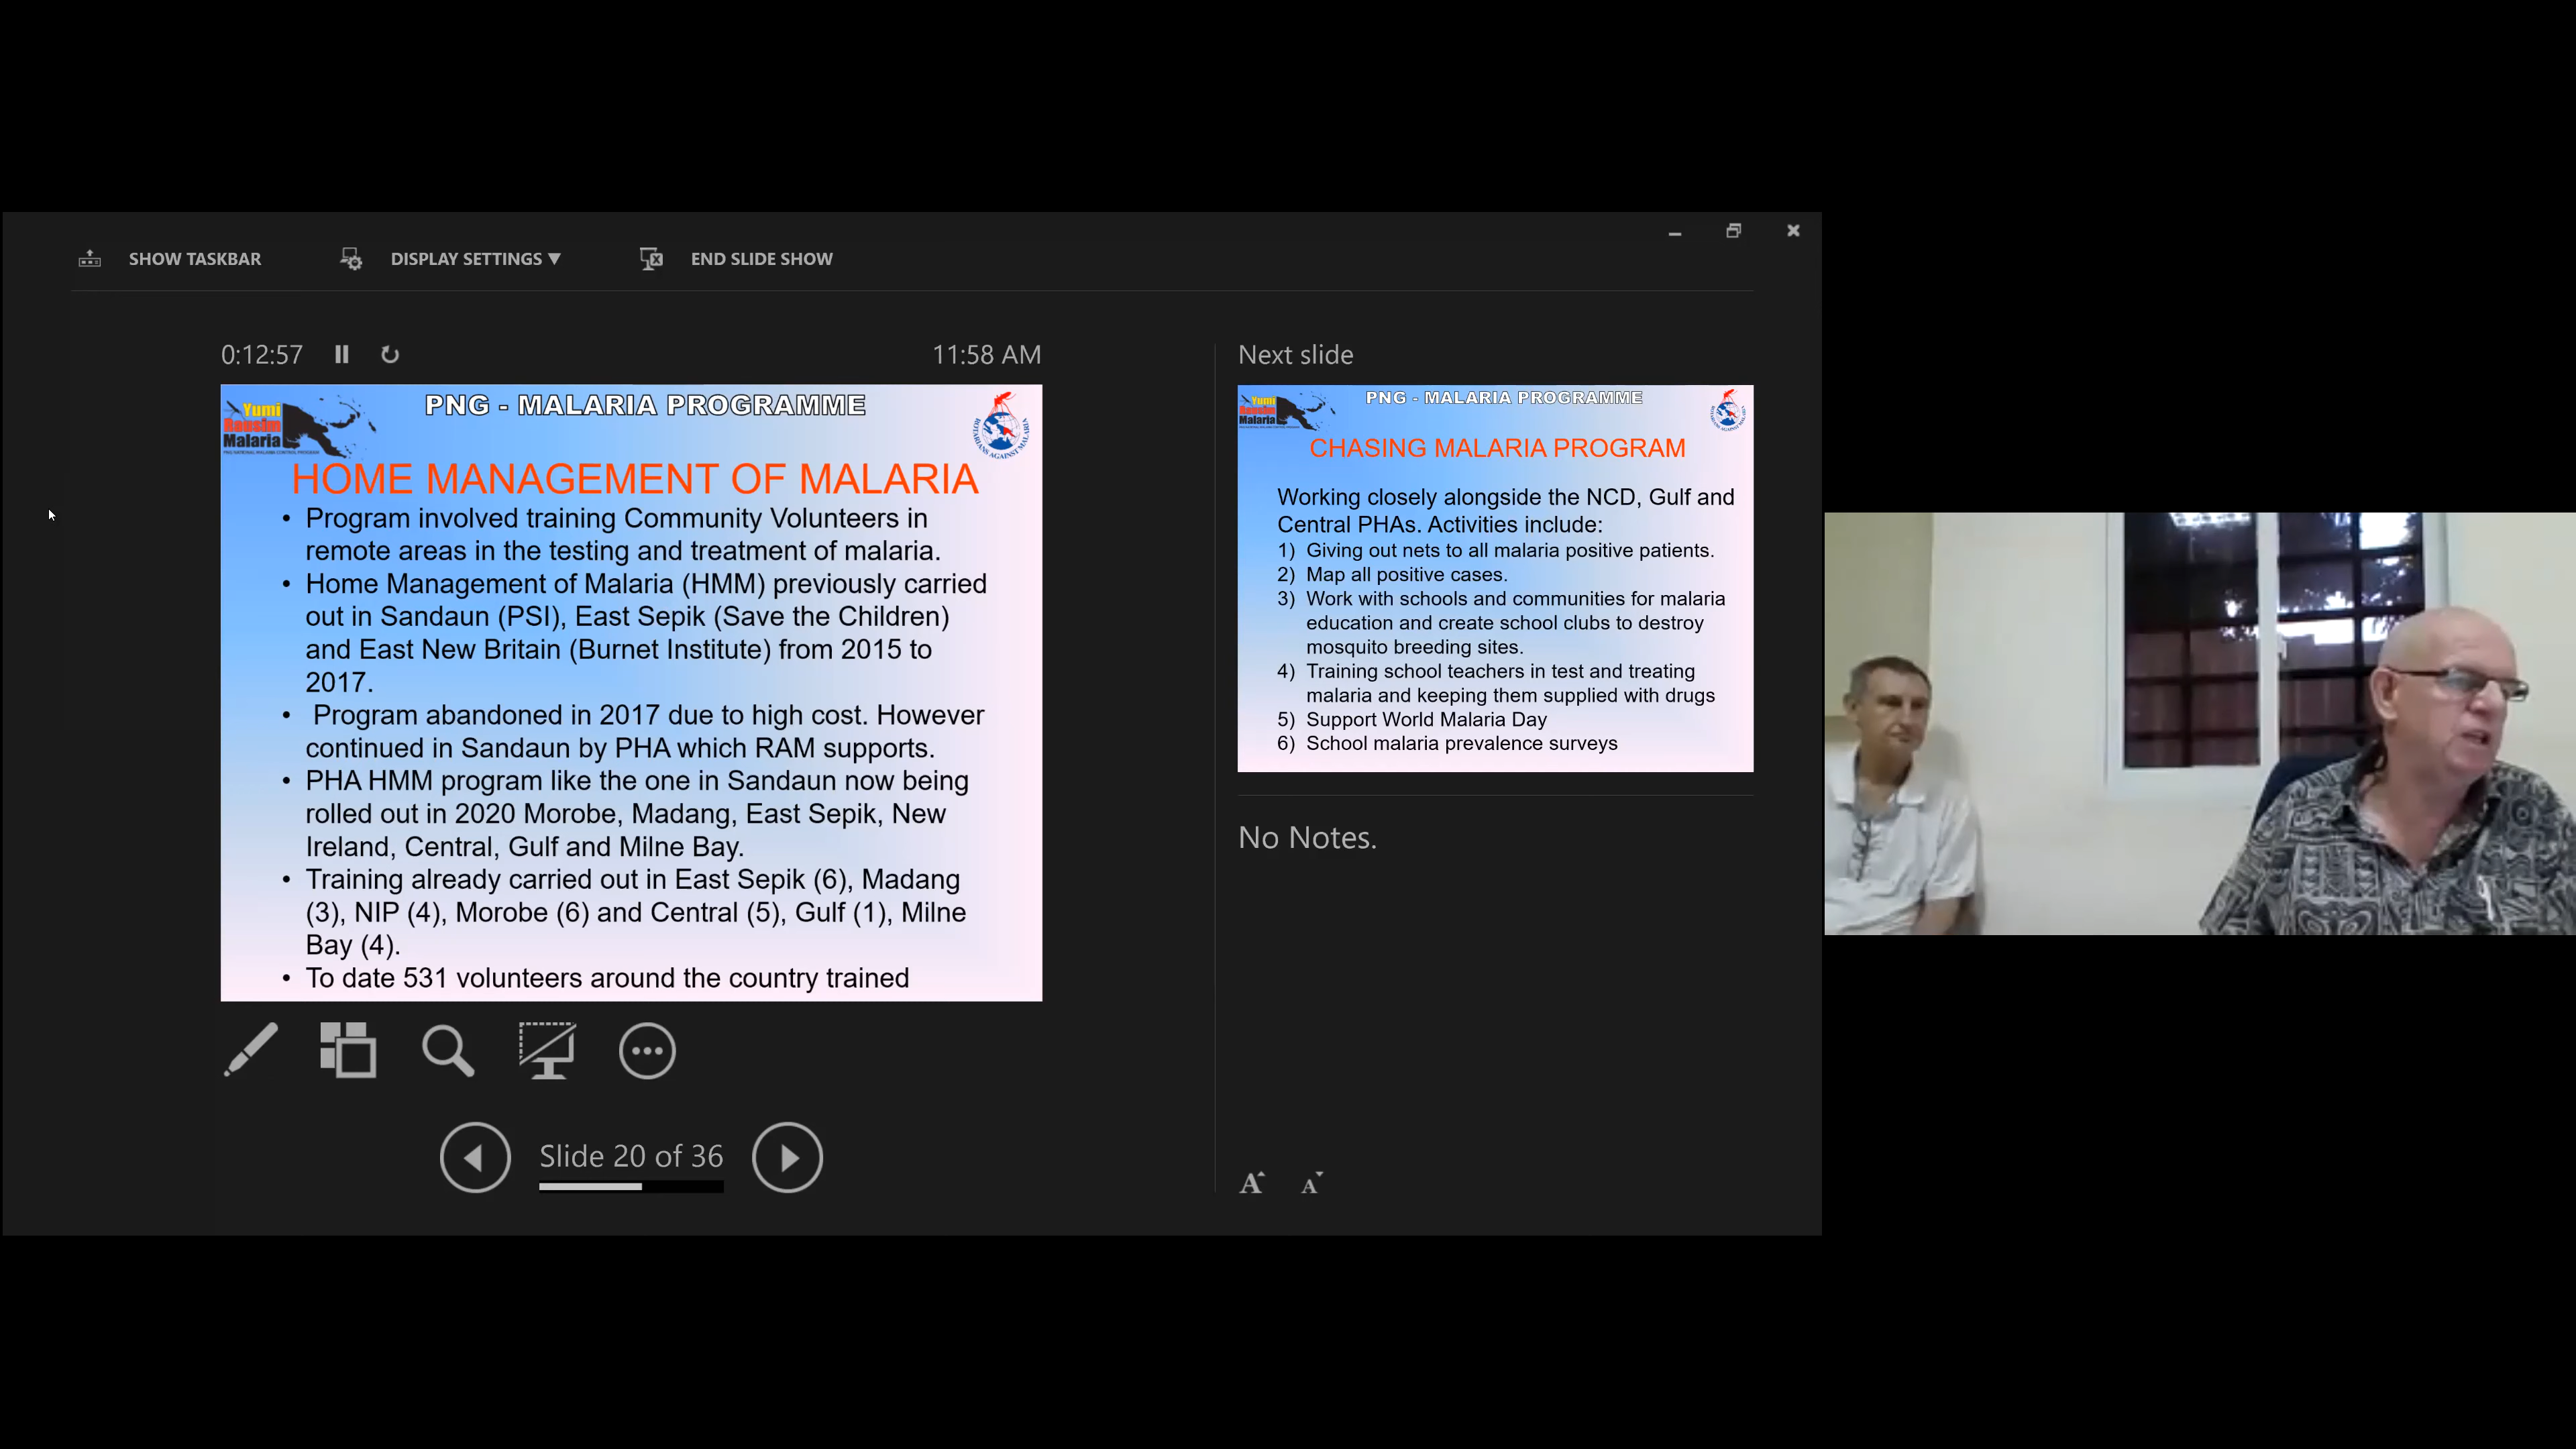 SHOW TASKBAR
DISPLAY SETTINGS ▼
END SLIDE SHOW
0:12:57
11:58 AM
Yumi
Rausim
Malaria
PNG - MALARIA PROGRAMME
ROTARIANS AGAINST MALARIA
HOME MANAGEMENT OF MALARIA
• Program involved training Community Volunteers in
remote areas in the testing and treatment of malaria.
• Home Management of Malaria (HMM) previously carried
out in Sandaun (PSI), East Sepik (Save the Children)
and East New Britain (Burnet Institute) from 2015 to
2017.
• Program abandoned in 2017 due to high cost. However
continued in Sandaun by PHA which RAM supports.
• PHA HMM program like the one in Sandaun now being
rolled out in 2020 Morobe, Madang, East Sepik, New
Ireland, Central, Gulf and Milne Bay.
• Training already carried out in East Sepik (6), Madang
(3), NIP (4), Morobe (6) and Central (5), Gulf (1), Milne
Bay (4).
• To date 531 volunteers around the country trained
Slide 20 of 36
Next slide
Yumi
Rausim
Malaria
PNG - MALARIA PROGRAMME
CHASING MALARIA PROGRAM
Working closely alongside the NCD, Gulf and
Central PHAs. Activities include:
1) Giving out nets to all malaria positive patients.
2) Map all positive cases.
3) Work with schools and communities for malaria
education and create school clubs to destroy
mosquito breeding sites.
4) Training school teachers in test and treating
malaria and keeping them supplied with drugs
5) Support World Malaria Day
6) School malaria prevalence surveys
No Notes.
A A